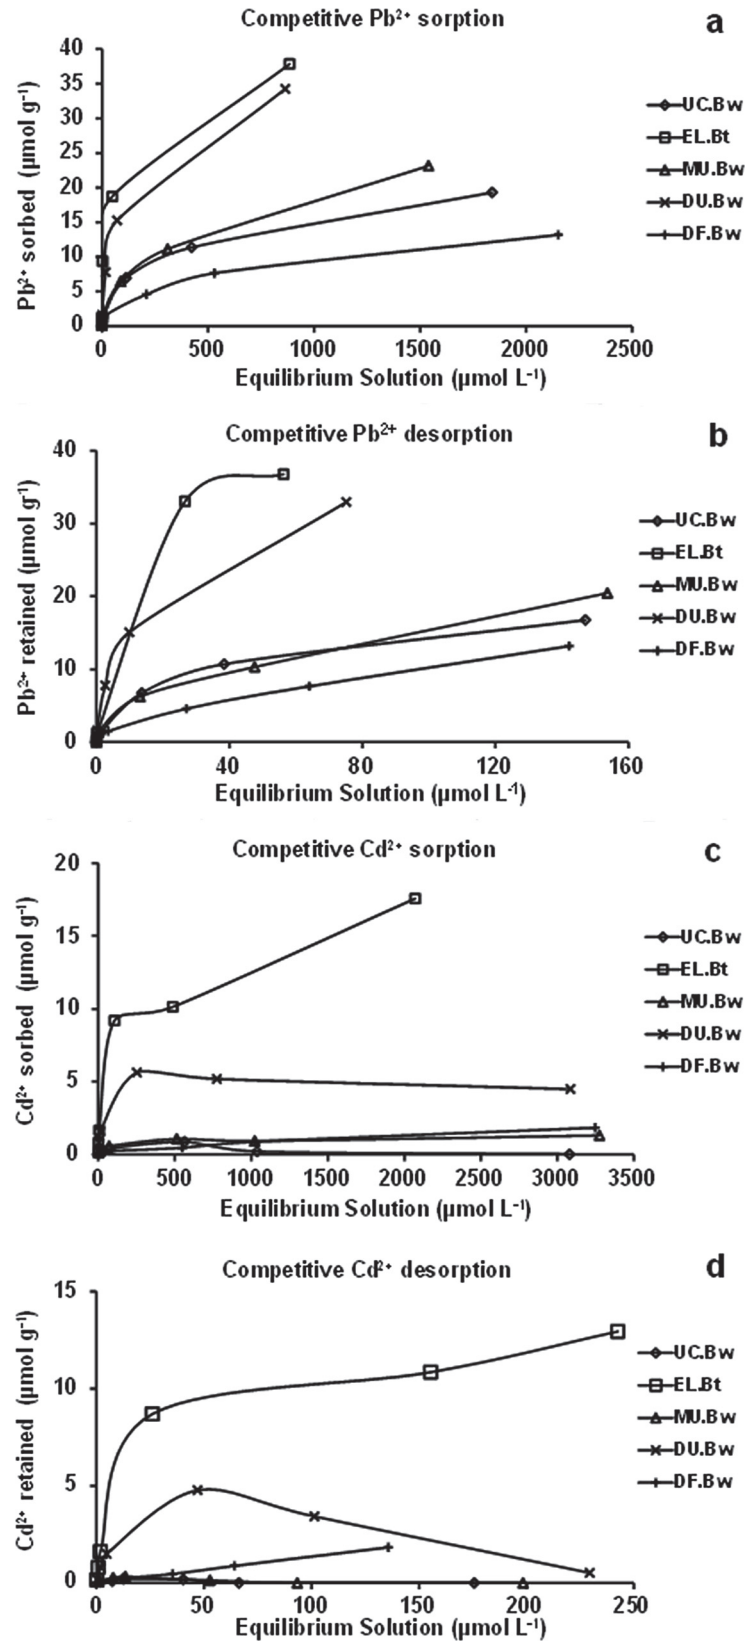 Competitive Pb²⁺ sorption
a
40
35
30
25
20
15
10
5
0
Pb²⁺ sorbed (µmol g⁻¹)
0 500 1000 1500 2000 2500
Equilibrium Solution (µmol L⁻¹)
UC.Bw
EL.Bt
MU.Bw
DU.Bw
DF.Bw
Competitive Pb²⁺ desorption
b
40
30
20
10
0
Pb²⁺ retained (µmol g⁻¹)
0 40 80 120 160
Equilibrium Solution (µmol L⁻¹)
UC.Bw
EL.Bt
MU.Bw
DU.Bw
DF.Bw
Competitive Cd²⁺ sorption
c
20
15
10
5
0
Cd²⁺ sorbed (µmol g⁻¹)
0 500 1000 1500 2000 2500 3000 3500
Equilibrium Solution (µmol L⁻¹)
UC.Bw
EL.Bt
MU.Bw
DU.Bw
DF.Bw
Competitive Cd²⁺ desorption
d
15
10
5
0
Cd²⁺ retained (µmol g⁻¹)
0 50 100 150 200 250
Equilibrium Solution (µmol L⁻¹)
UC.Bw
EL.Bt
MU.Bw
DU.Bw
DF.Bw